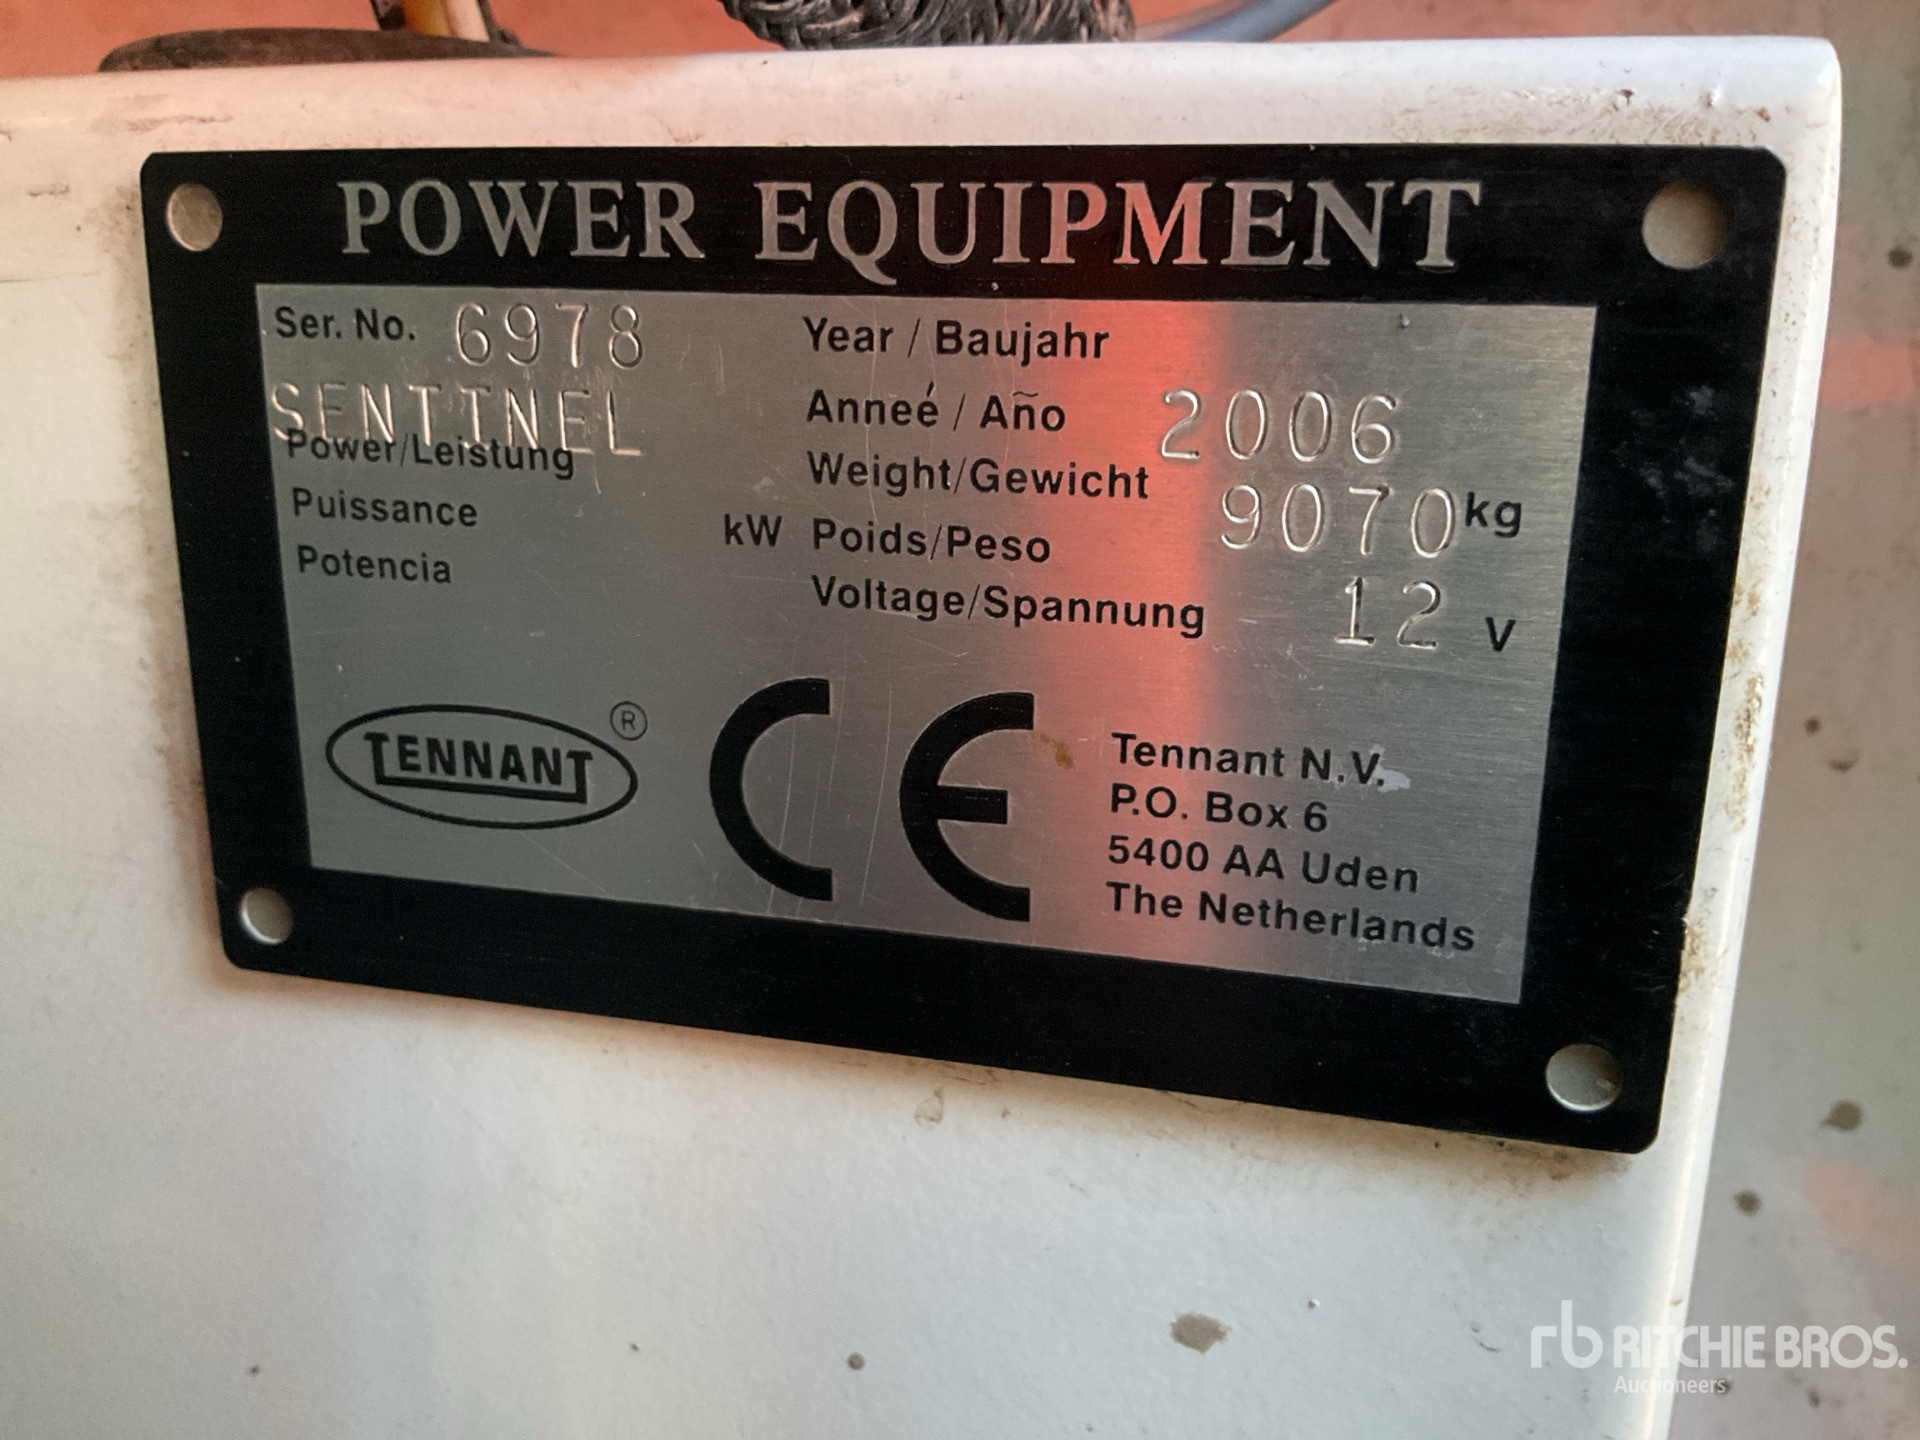 POWER EQUIPMENT
Ser. No. 6978
SENTINEL
Power/Leistung
Puissance
Potencia
kW
Year / Baujahr
Anneé / Año 2006
Weight/Gewicht
Poids/Peso 9070 kg
Voltage/Spannung 12 V
TENNANT ®
CE
Tennant N.V.
P.O. Box 6
5400 AA Uden
The Netherlands
rb RITCHIE BROS.
Auctioneers